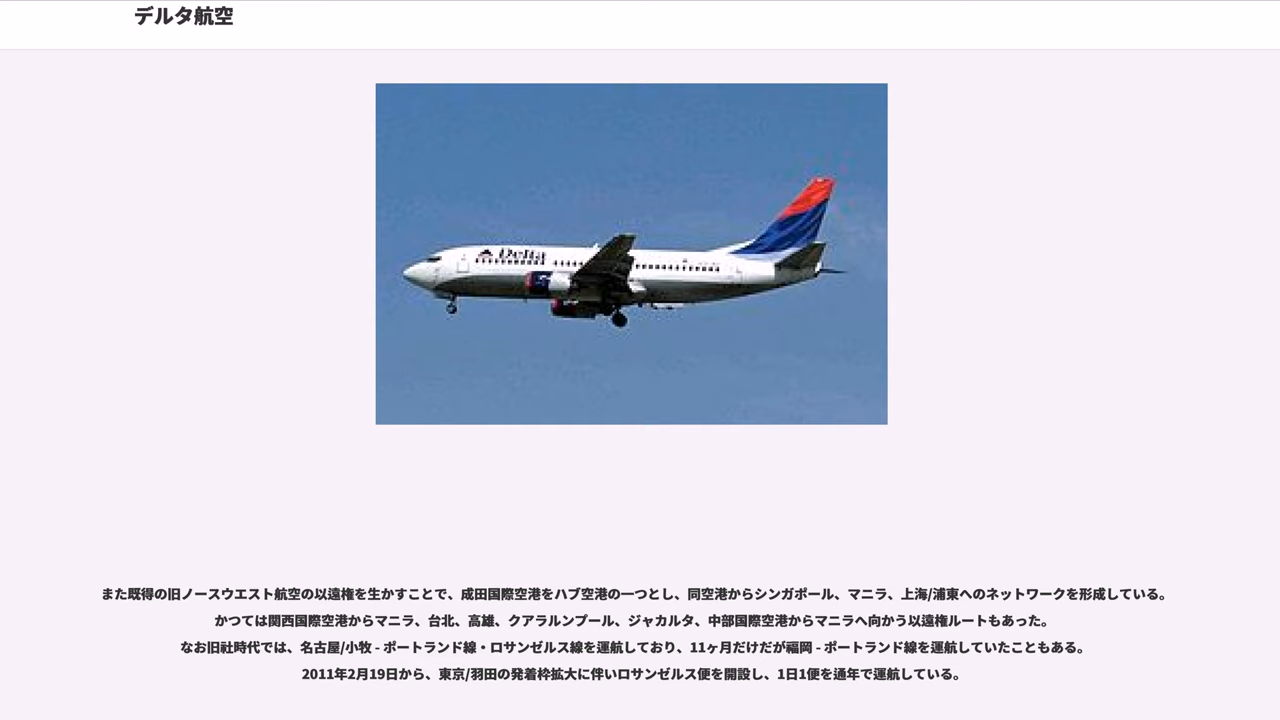 デルタ航空
Delta
また既得の旧ノースウエスト航空の以遠権を生かすことで、成田国際空港をハブ空港の一つとし、同空港からシンガポール、マニラ、上海/浦東へのネットワークを形成している。
かつては関西国際空港からマニラ、台北、高雄、クアラルンプール、ジャカルタ、中部国際空港からマニラへ向かう以遠権ルートもあった。
なお旧社時代では、名古屋/小牧 - ポートランド線・ロサンゼルス線を運航しており、11ヶ月だけだが福岡 - ポートランド線を運航していたこともある。
2011年2月19日から、東京/羽田の発着枠拡大に伴いロサンゼルス便を開設し、1日1便を通年で運航している。